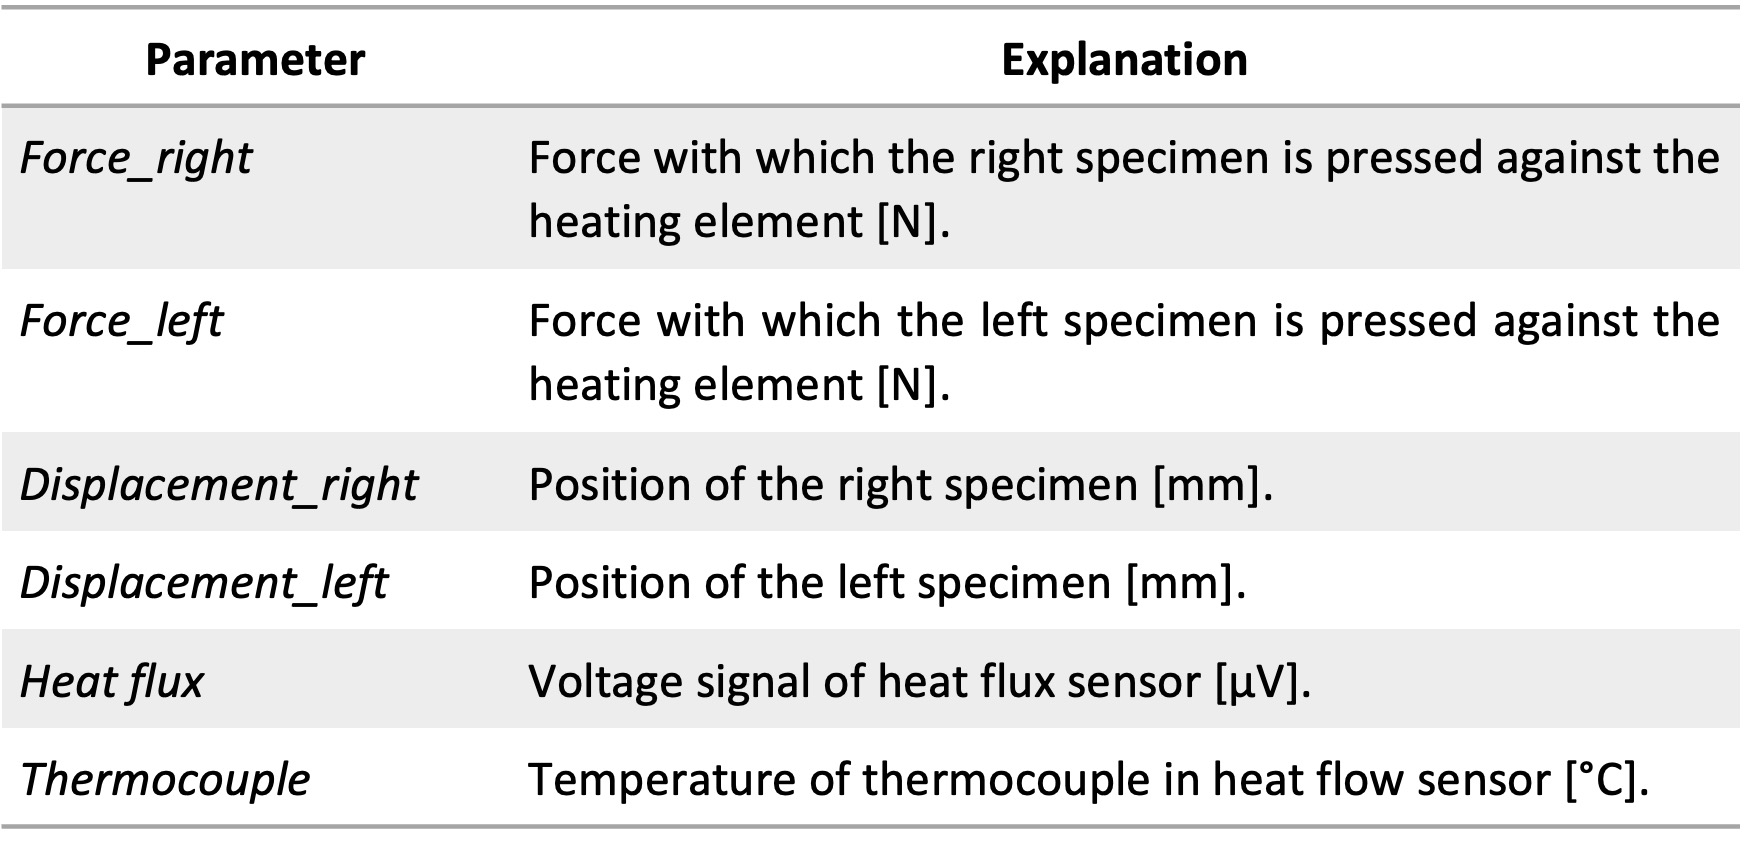 Parameter Explanation
Force_right Force with which the right specimen is pressed against the
heating element [N].
Force_left Force with which the left specimen is pressed against the
heating element [N].
Displacement_right Position of the right specimen [mm].
Displacement_left Position of the left specimen [mm].
Heat flux Voltage signal of heat flux sensor [µV].
Thermocouple Temperature of thermocouple in heat flow sensor [°C].